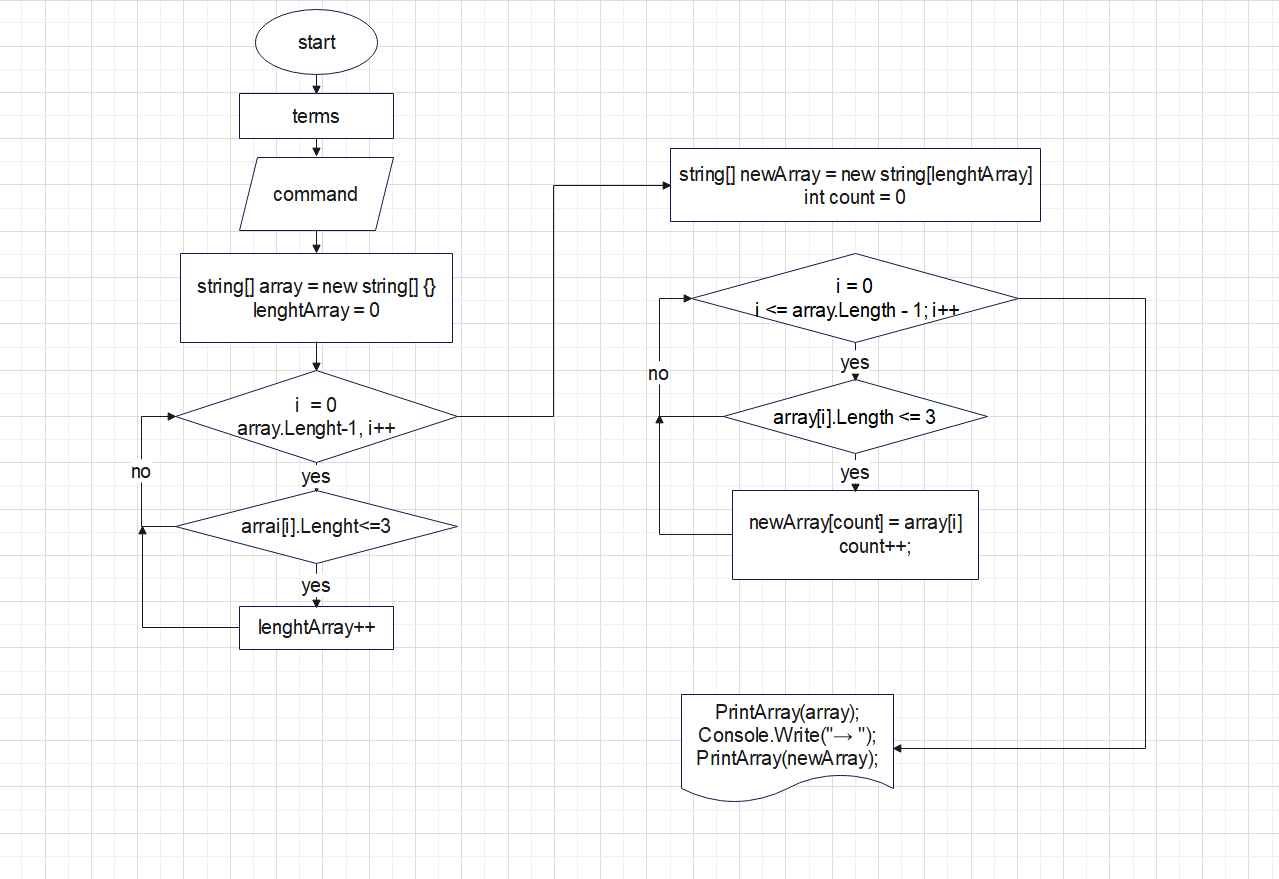 start
terms
command
string[] array = new string[] {}
lenghtArray = 0
i = 0
array.Lenght-1, i++
no
yes
arrai[i].Lenght<=3
yes
lenghtArray++
string[] newArray = new string[lenghtArray]
int count = 0
i = 0
i <= array.Length - 1; i++
no
yes
array[i].Length <= 3
yes
newArray[count] = array[i]
count++;
PrintArray(array);
Console.Write("→ ");
PrintArray(newArray);